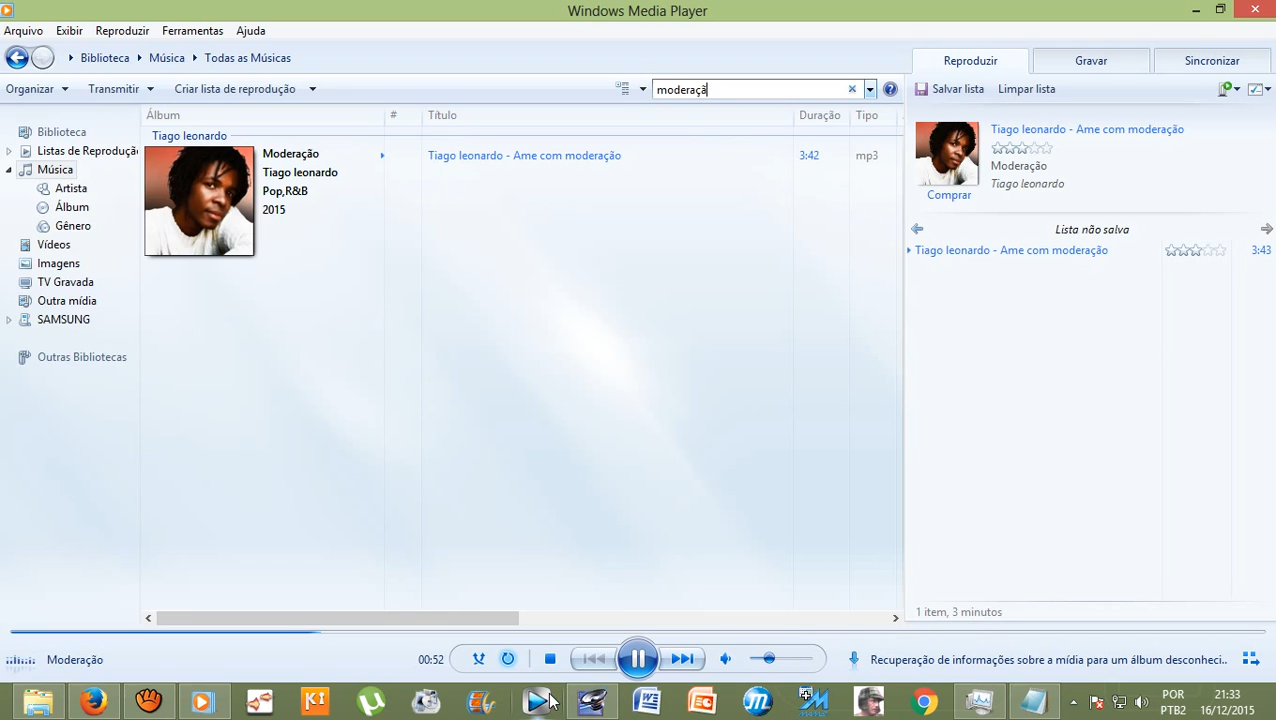 Windows Media Player
Arquivo Exibir Reproduzir Ferramentas Ajuda
Biblioteca Música Todas as Músicas
Reproduzir Gravar Sincronizar
Organizar Transmitir Criar lista de reprodução
moderaçã
Salvar lista Limpar lista
Álbum # Título Duração Tipo
Biblioteca
Listas de Reproduçã
Música
Artista
Álbum
Gênero
Vídeos
Imagens
TV Gravada
Outra mídia
SAMSUNG
Outras Bibliotecas
Tiago leonardo
Moderação
Tiago leonardo
Pop,R&B
2015
Tiago leonardo - Ame com moderação 3:42 mp3
Tiago leonardo - Ame com moderação
Moderação
Tiago leonardo
Comprar
Lista não salva
Tiago leonardo - Ame com moderação 3:43
1 item, 3 minutos
Moderação
00:52
Recuperação de informações sobre a mídia para um álbum desconheci..
POR
PTB2
21:33
16/12/2015